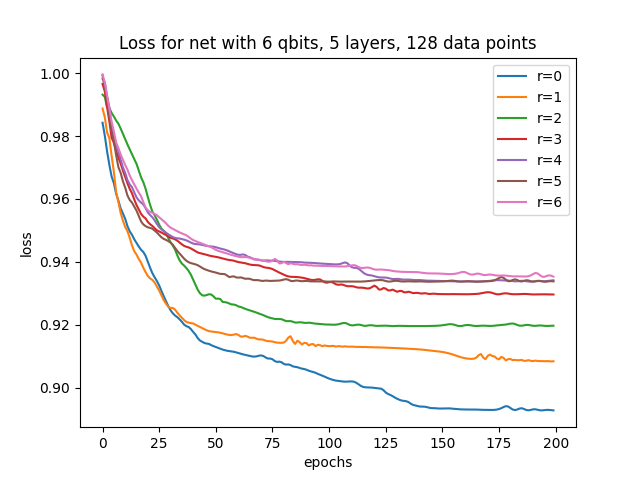 Loss for net with 6 qbits, 5 layers, 128 data points
1.00
0.98
0.96
0.94
0.92
0.90
loss
r=0
r=1
r=2
r=3
r=4
r=5
r=6
0 25 50 75 100 125 150 175 200
epochs